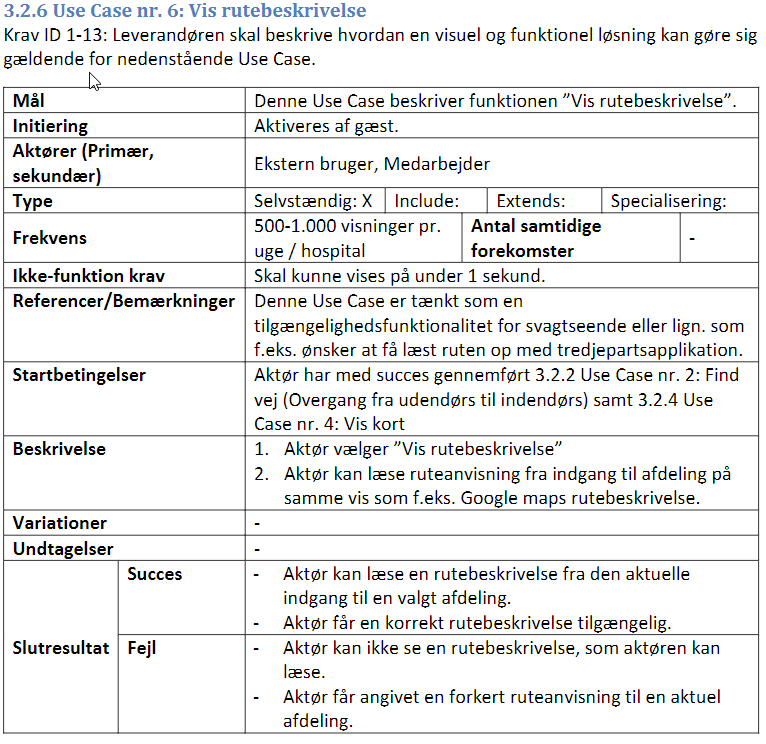 3.2.6 Use Case nr. 6: Vis rutebeskrivelse
Krav ID 1-13: Leverandøren skal beskrive hvordan en visuel og funktionel løsning kan gøre sig
gældende for nedenstående Use Case.
Mål
Denne Use Case beskriver funktionen ”Vis rutebeskrivelse”.
Initiering
Aktiveres af gæst.
Aktører (Primær,
sekundær)
Ekstern bruger, Medarbejder
Type
Selvstændig: X
Include:
Extends:
Specialisering:
Frekvens
500-1.000 visninger pr.
uge / hospital
Antal samtidige
forekomster
-
Ikke-funktion krav
Skal kunne vises på under 1 sekund.
Referencer/Bemærkninger
Denne Use Case er tænkt som en
tilgængelighedsfunktionalitet for svagtseende eller lign. som
f.eks. ønsker at få læst ruten op med tredjepartsapplikation.
Startbetingelser
Aktør har med succes gennemført 3.2.2 Use Case nr. 2: Find
vej (Overgang fra udendørs til indendørs) samt 3.2.4 Use
Case nr. 4: Vis kort
Beskrivelse
1. Aktør vælger ”Vis rutebeskrivelse”
2. Aktør kan læse ruteanvisning fra indgang til afdeling på
samme vis som f.eks. Google maps rutebeskrivelse.
Variationer
-
Undtagelser
-
Slutresultat
Succes
- Aktør kan læse en rutebeskrivelse fra den aktuelle
indgang til en valgt afdeling.
- Aktør får en korrekt rutebeskrivelse tilgængelig.
Fejl
- Aktør kan ikke se en rutebeskrivelse, som aktøren kan
læse.
- Aktør får angivet en forkert ruteanvisning til en aktuel
afdeling.